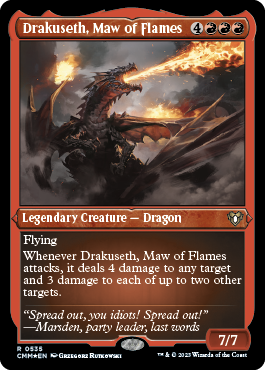 Drakuseth, Maw of Flames 4
Legendary Creature — Dragon
Flying
Whenever Drakuseth, Maw of Flames
attacks, it deals 4 damage to any target
and 3 damage to each of up to two other
targets.
“Spread out, you idiots! Spread out!”
—Marsden, party leader, last words
7/7
R 0535
CMM★EN GRZEGORZ RUTKOWSKI
™ & © 2023 Wizards of the Coast